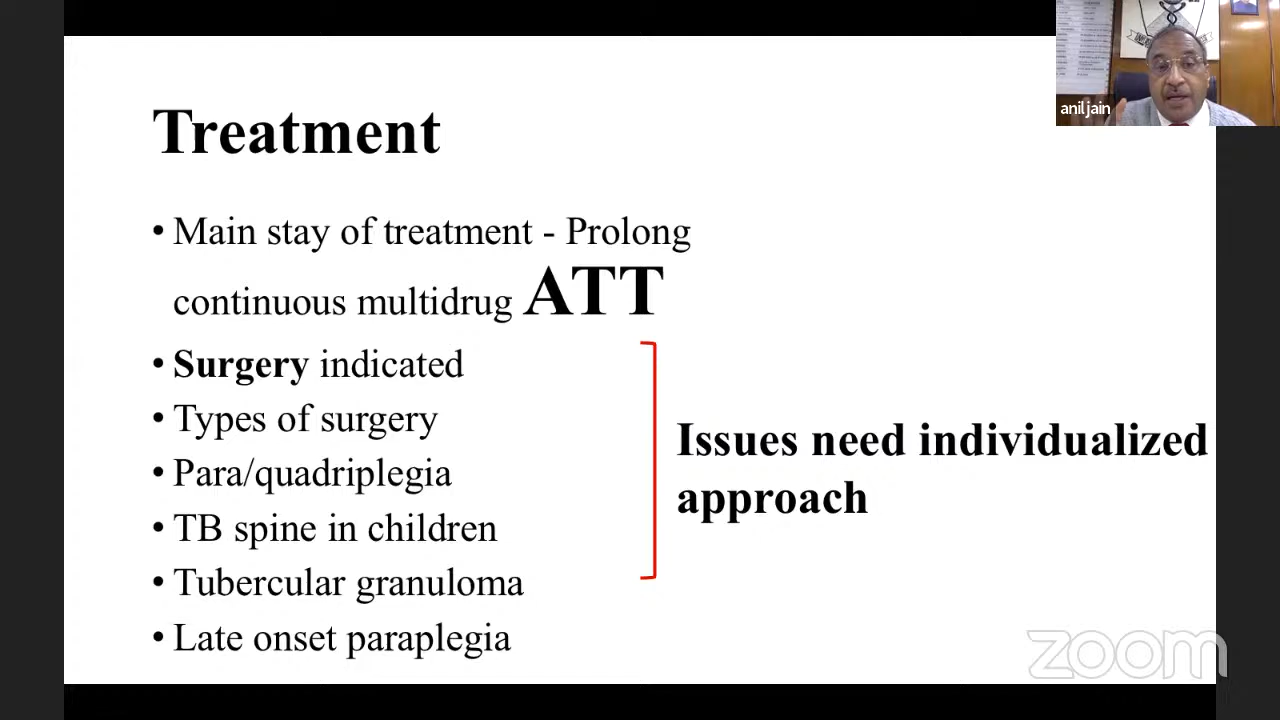 anil jain
Treatment
• Main stay of treatment - Prolong
continuous multidrug ATT
• Surgery indicated
• Types of surgery
• Para/quadriplegia
• TB spine in children
• Tubercular granuloma
• Late onset paraplegia
Issues need individualized
approach
zoom